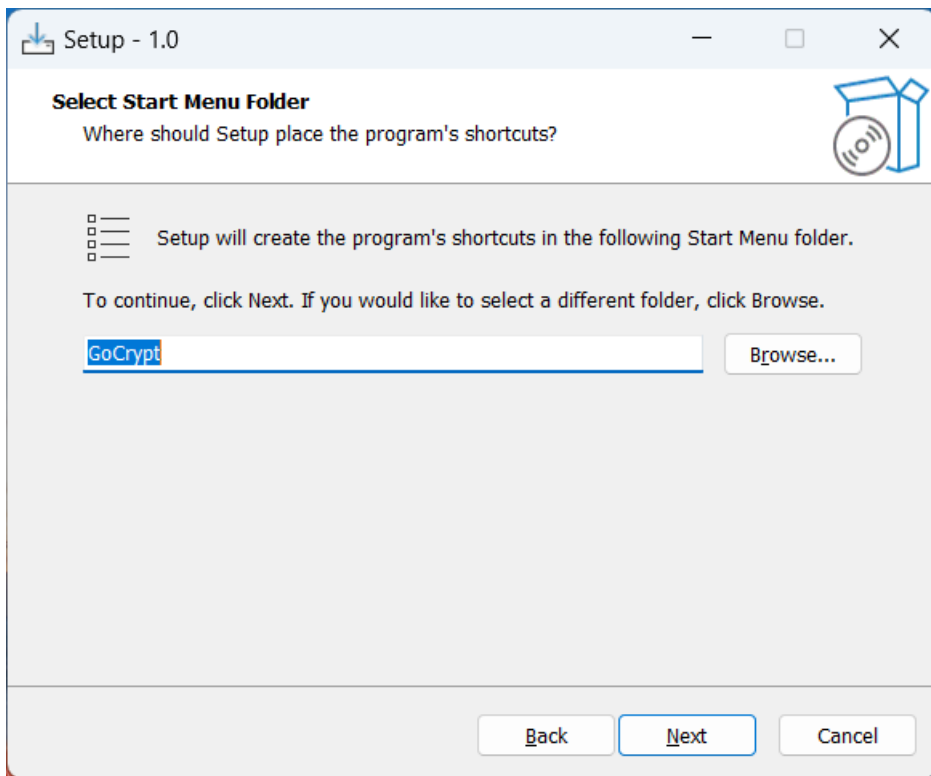 Setup - 1.0
Select Start Menu Folder
Where should Setup place the program's shortcuts?
Setup will create the program's shortcuts in the following Start Menu folder.
To continue, click Next. If you would like to select a different folder, click Browse.
GoCrypt
Browse...
Back
Next
Cancel